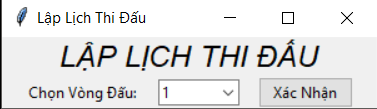 Lập Lịch Thi Đấu
LẬP LỊCH THI ĐẤU
Chọn Vòng Đấu: 1 Xác Nhận